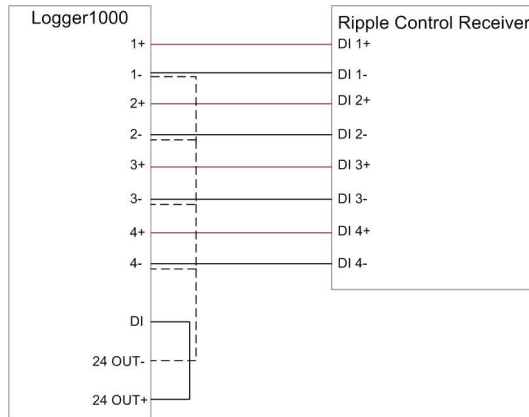 Logger1000
Ripple Control Receiver
1+
DI 1+
1-
DI 1-
2+
DI 2+
2-
DI 2-
3+
DI 3+
3-
DI 3-
4+
DI 4+
4-
DI 4-
DI
24 OUT-
24 OUT+